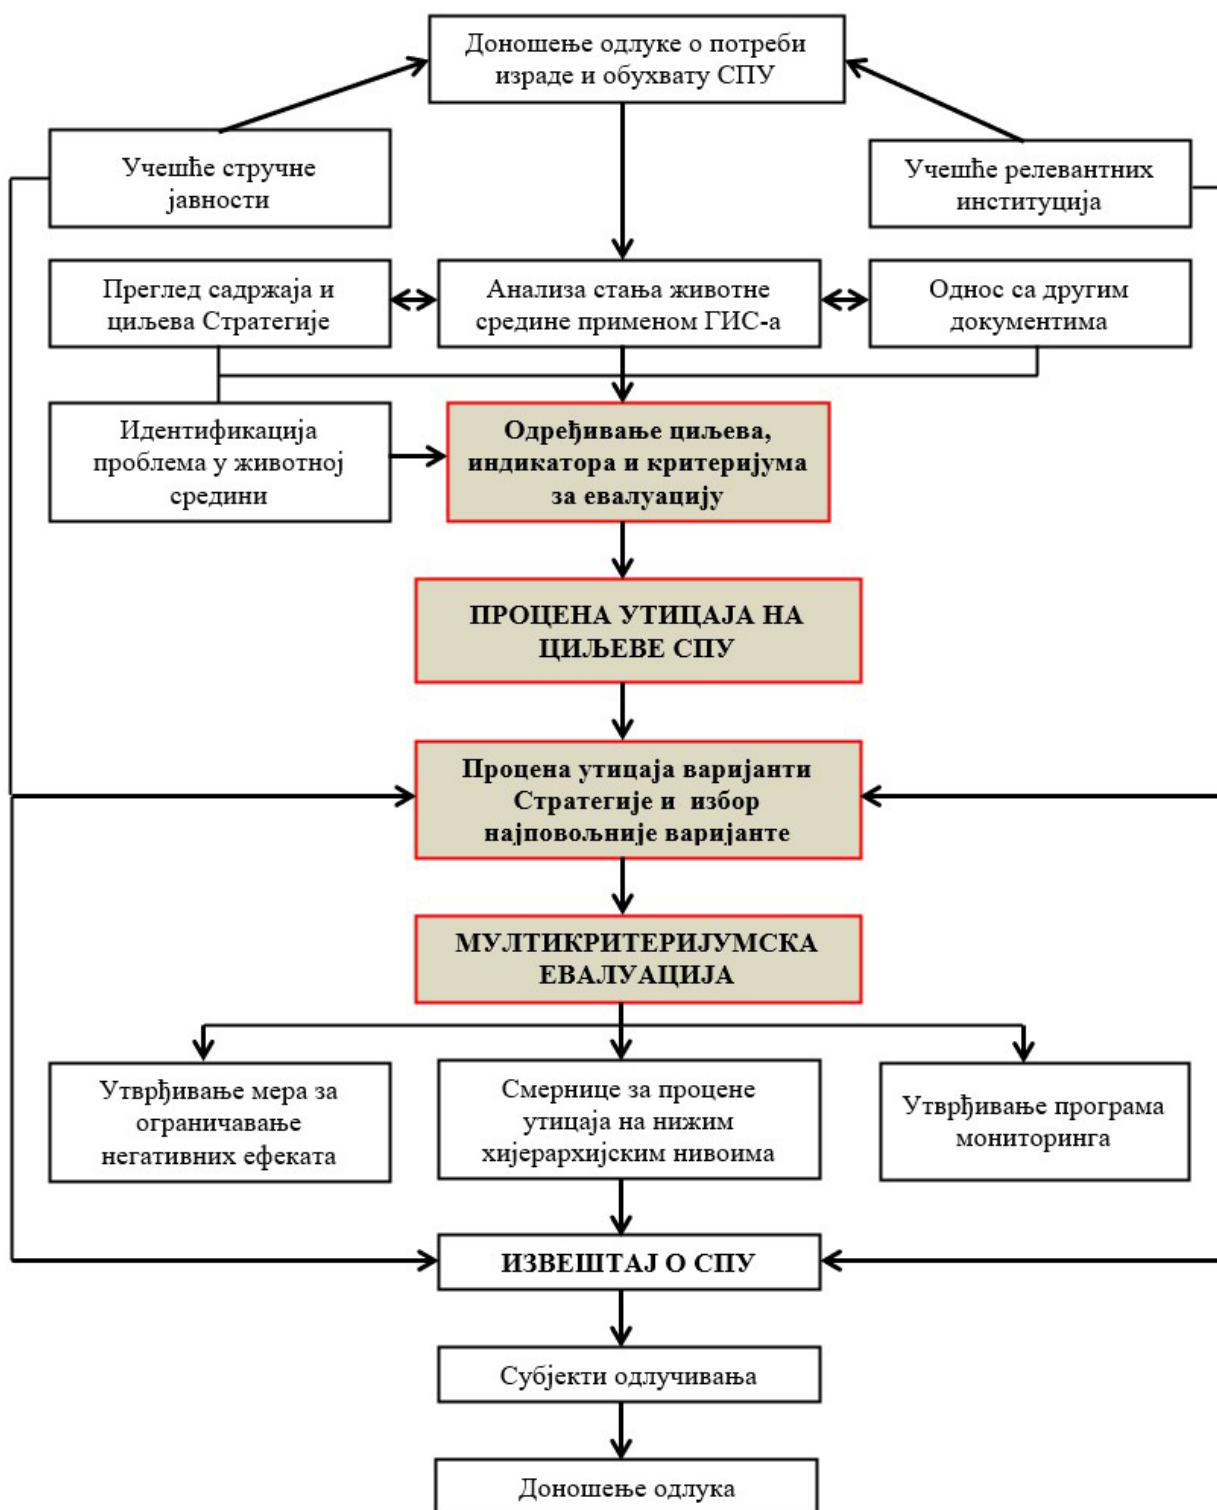 Доношење одлуке о потреби
израде и обухвату СПУ
Учешће стручне
јавности
Учешће релевантних
институција
Преглед садржаја и
циљева Стратегије
Анализа стања животне
средине применом ГИС-а
Однос са другим
документима
Идентификација
проблема у животној
средини
Одређивање циљева,
индикатора и критеријума
за евалуацију
ПРОЦЕНА УТИЦАЈА НА
ЦИЉЕВЕ СПУ
Процена утицаја варијанти
Стратегије и избор
најповољније варијанте
МУЛТИКРИТЕРИЈУМСКА
ЕВАЛУАЦИЈА
Утврђивање мера за
ограничавање
негативних ефеката
Смернице за процене
утицаја на нижим
хијерархијским нивоима
Утврђивање програма
мониторинга
ИЗВЕШТАЈ О СПУ
Субјекти одлучивања
Доношење одлука